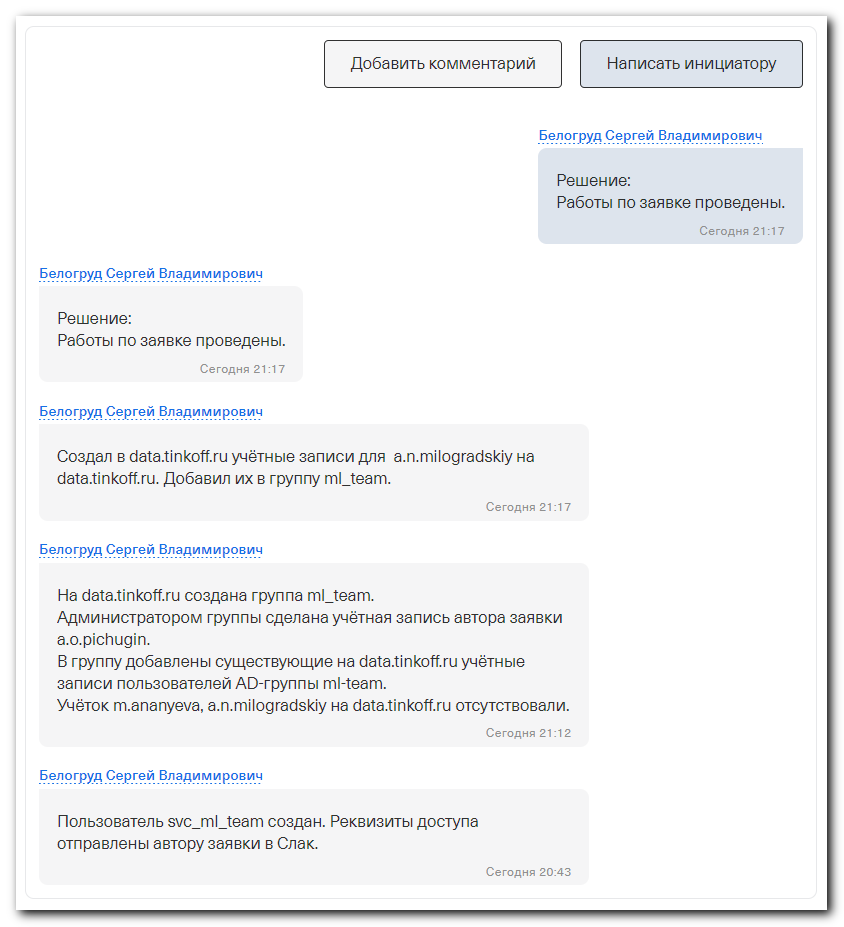 Добавить комментарий
Написать инициатору
Белогруд Сергей Владимирович
Решение:
Работы по заявке проведены.
Сегодня 21:17
Белогруд Сергей Владимирович
Решение:
Работы по заявке проведены.
Сегодня 21:17
Белогруд Сергей Владимирович
Создал в data.tinkoff.ru учётные записи для  a.n.milogradskiy на
data.tinkoff.ru. Добавил их в группу ml_team.
Сегодня 21:17
Белогруд Сергей Владимирович
На data.tinkoff.ru создана группа ml_team.
Администратором группы сделана учётная запись автора заявки
a.o.pichugin.
В группу добавлены существующие на data.tinkoff.ru учётные
записи пользователей AD-группы ml-team.
Учёток m.ananyeva, a.n.milogradskiy на data.tinkoff.ru отсутствовали.
Сегодня 21:12
Белогруд Сергей Владимирович
Пользователь svc_ml_team создан. Реквизиты доступа
отправлены автору заявки в Слак.
Сегодня 20:43